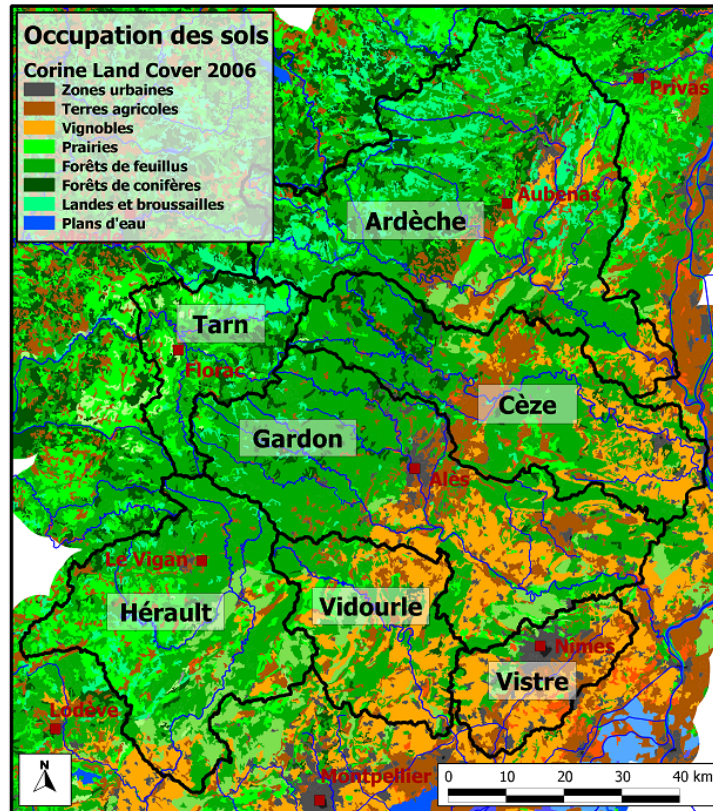 Occupation des sols
Corine Land Cover 2006
Zones urbaines
Terres agricoles
Vignobles
Prairies
Forêts de feuillus
Forêts de conifères
Landes et broussailles
Plans d'eau
Privas
Aubenas
Ardèche
Tarn
Florac
Cèze
Gardon
Alès
Le Vigan
Hérault
Vidourle
Nîmes
Vistre
Lodève
Montpellier
N
0 10 20 30 40 km